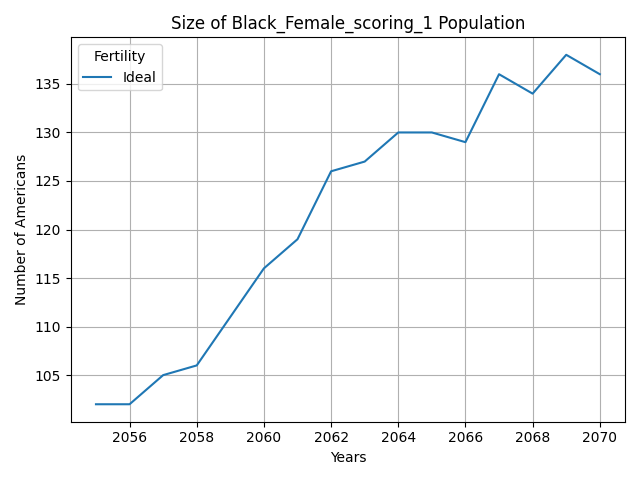 Size of Black_Female_scoring_1 Population
Fertility
Ideal
Number of Americans
135
130
125
120
115
110
105
2056 2058 2060 2062 2064 2066 2068 2070
Years